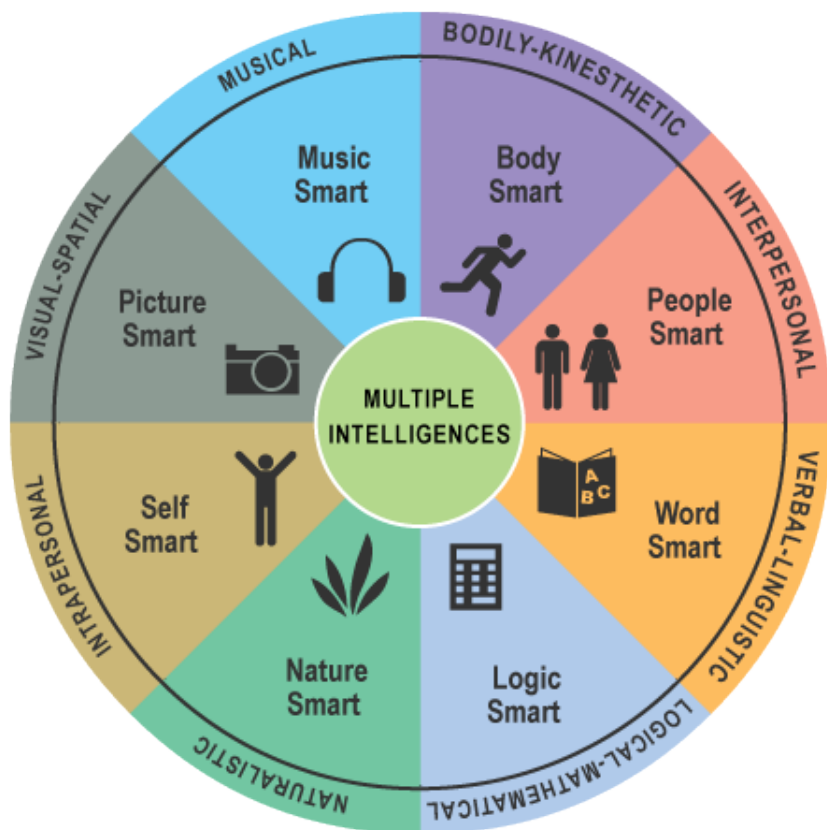 MUSICAL
BODILY-KINESTHETIC
Music
Smart
Body
Smart
INTERPERSONAL
People
Smart
VISUAL-SPATIAL
Picture
Smart
MULTIPLE
INTELLIGENCES
A
B C
Word
Smart
VERBAL-LINGUISTIC
Self
Smart
INTRAPERSONAL
Nature
Smart
NATURALISTIC
Logic
Smart
LOGICAL-MATHEMATICAL